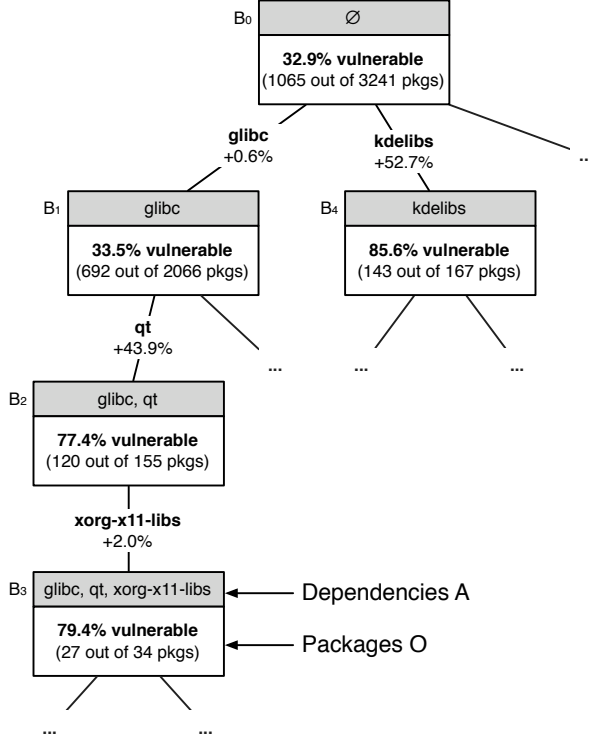 B0
∅
32.9% vulnerable
(1065 out of 3241 pkgs)
glibc
+0.6%
kdelibs
+52.7%
..
B1
glibc
33.5% vulnerable
(692 out of 2066 pkgs)
B4
kdelibs
85.6% vulnerable
(143 out of 167 pkgs)
qt
+43.9%
...
...
...
B2
glibc, qt
77.4% vulnerable
(120 out of 155 pkgs)
xorg-x11-libs
+2.0%
B3
glibc, qt, xorg-x11-libs
Dependencies A
79.4% vulnerable
(27 out of 34 pkgs)
Packages O
...
...